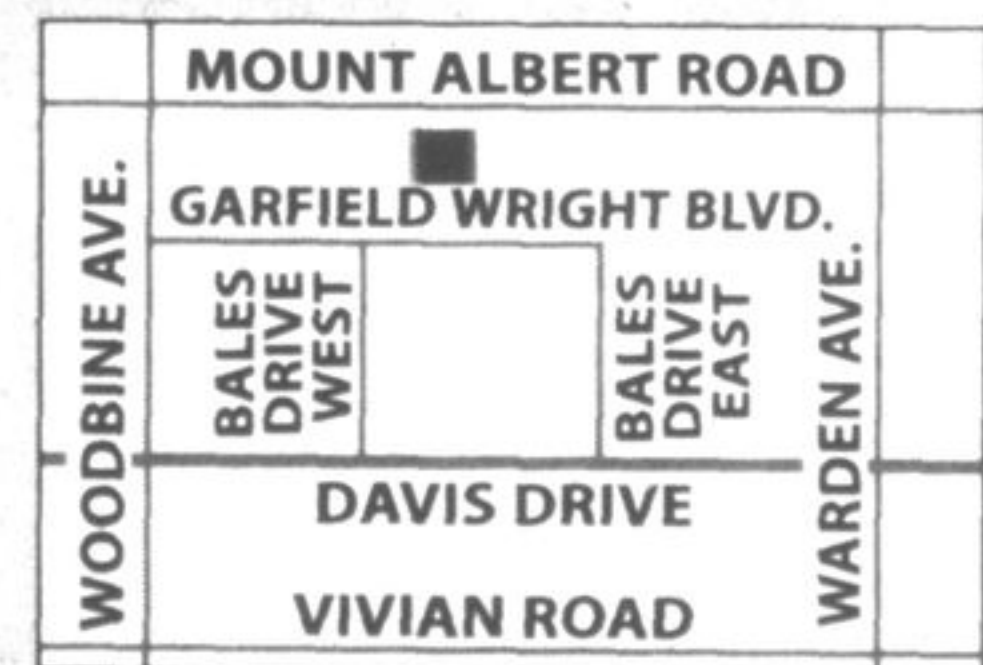 MOUNT ALBERT ROAD
GARFIELD WRIGHT BLVD.
WOODBINE AVE.
BALES
DRIVE
WEST
BALES
DRIVE
EAST
WARDEN AVE.
DAVIS DRIVE
VIVIAN ROAD